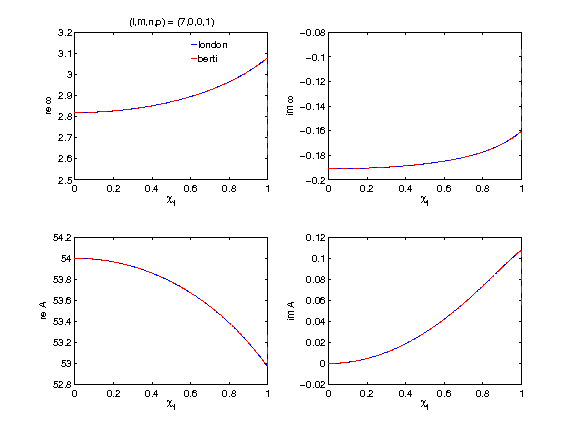 (l,m,n,p) = (7,0,0,1)
re ω
3.2
3.1
3
2.9
2.8
2.7
2.6
2.5
london
berti
0 0.2 0.4 0.6 0.8 1
χf
im ω
−0.08
−0.1
−0.12
−0.14
−0.16
−0.18
−0.2
0 0.2 0.4 0.6 0.8 1
χf
re A
54.2
54
53.8
53.6
53.4
53.2
53
52.8
0 0.2 0.4 0.6 0.8 1
χf
im A
0.12
0.1
0.08
0.06
0.04
0.02
0
−0.02
0 0.2 0.4 0.6 0.8 1
χf